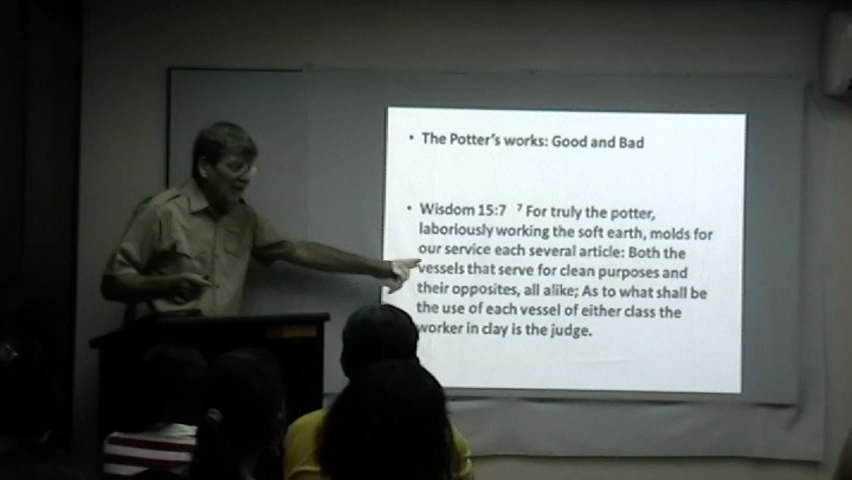 • The Potter's works: Good and Bad
• Wisdom 15:7 ⁷ For truly the potter,
laboriously working the soft earth, molds for
our service each several article: Both the
vessels that serve for clean purposes and
their opposites, all alike; As to what shall be
the use of each vessel of either class the
worker in clay is the judge.